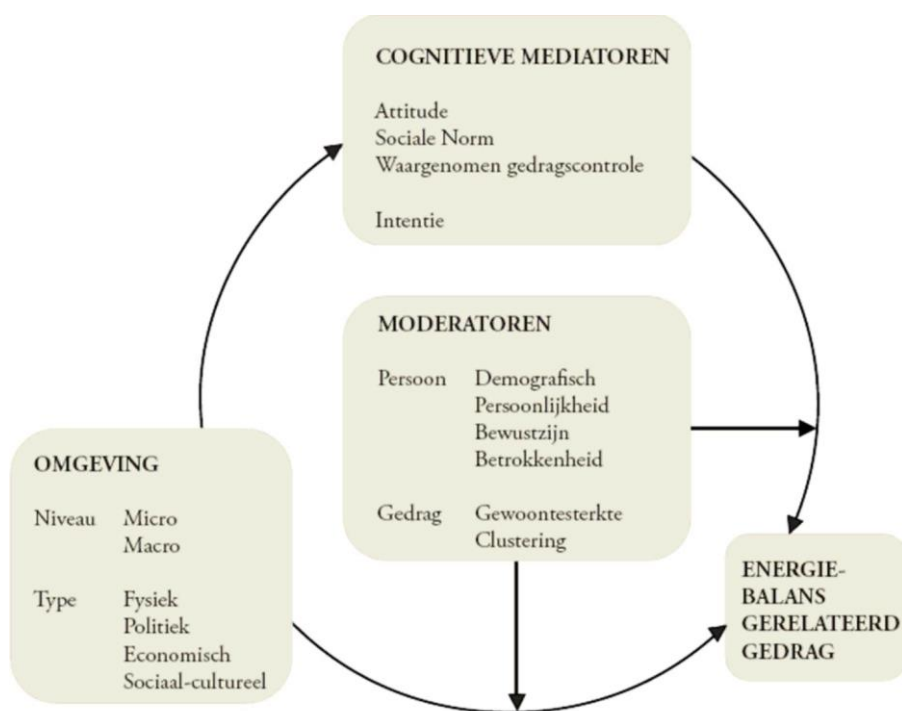 COGNITIEVE MEDIATOREN
Attitude
Sociale Norm
Waargenomen gedragscontrole
Intentie
MODERATOREN
Persoon Demografisch
Persoonlijkheid
Bewustzijn
Betrokkenheid
Gedrag Gewoontesterkte
Clustering
OMGEVING
Niveau Micro
Macro
Type Fysiek
Politiek
Economisch
Sociaal-cultureel
ENERGIE-
BALANS
GERELATEERD
GEDRAG